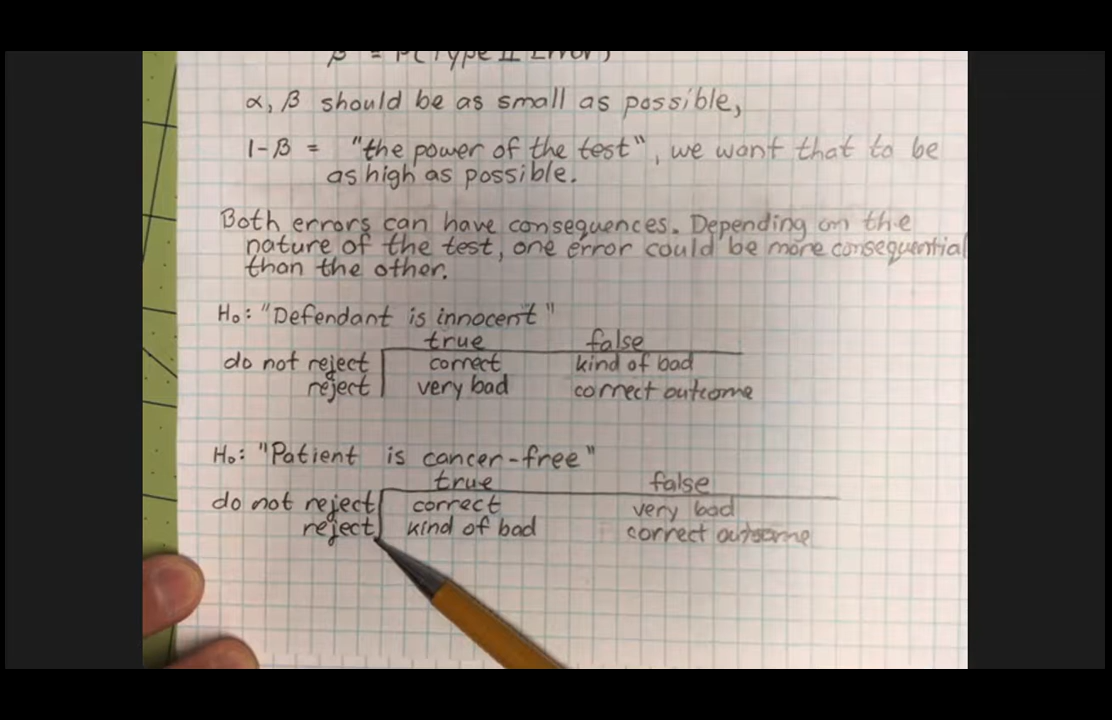 β = P(Type II Error)
α, β should be as small as possible,
1-β = "the power of the test", we want that to be
as high as possible.
Both errors can have consequences. Depending on the
nature of the test, one error could be more consequential
than the other.
H₀: "Defendant is innocent"
true false
do not reject correct kind of bad
reject very bad correct outcome
H₀: "Patient is cancer-free"
true false
do not reject correct very bad
reject kind of bad correct outcome